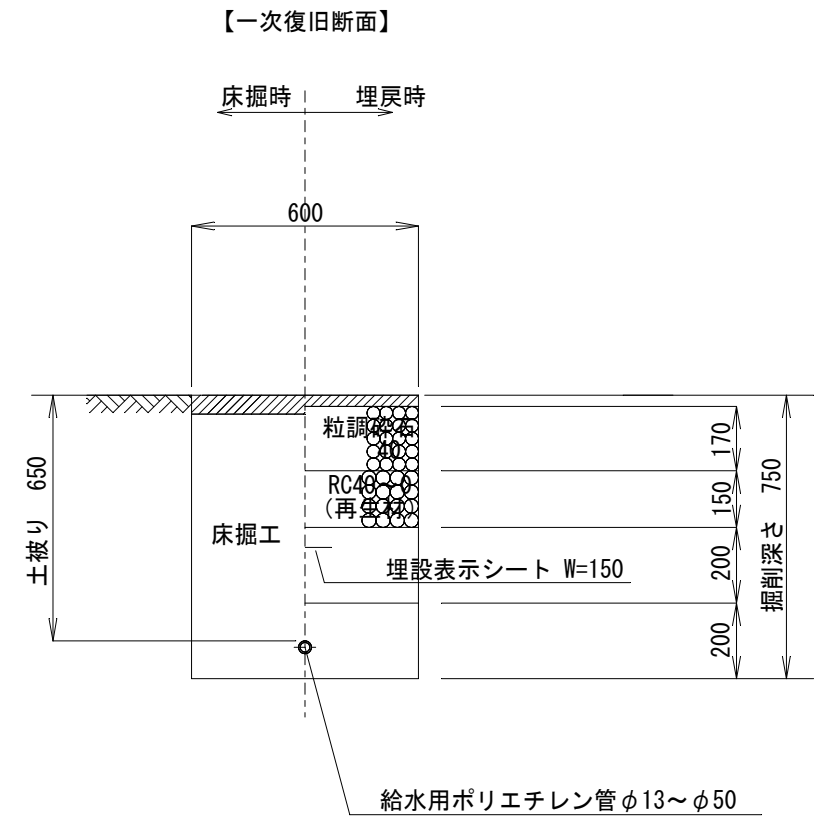 【一次復旧断面】
床掘時
埋戻時
600
粒調砕石
40
170
土被り 650
RC40～0
(再生材)
150
掘削深さ 750
床掘工
埋設表示シート W=150
200
200
給水用ポリエチレン管φ13～φ50